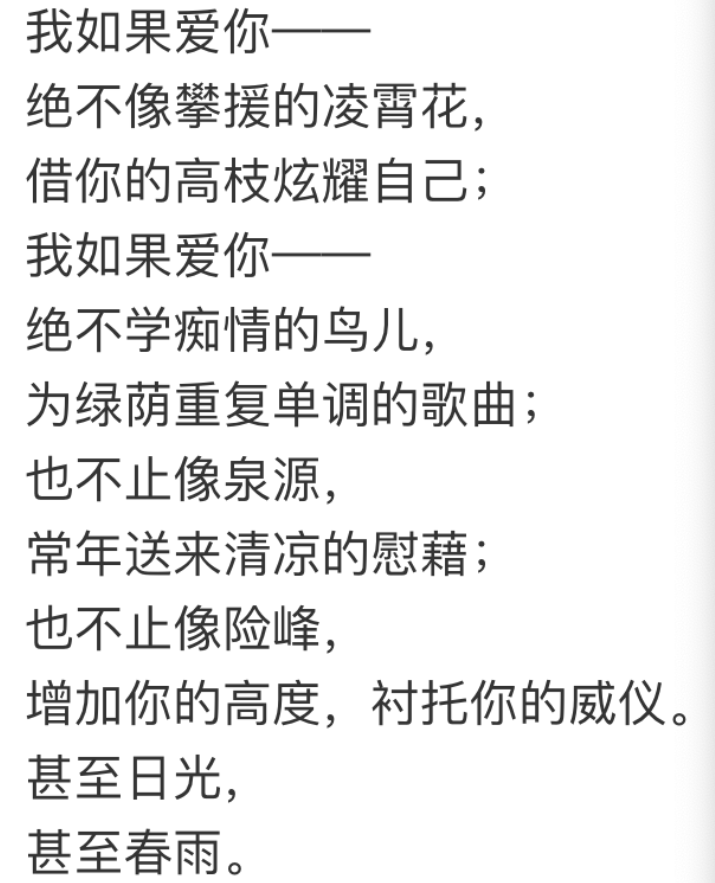 我如果爱你——
绝不像攀援的凌霄花，
借你的高枝炫耀自己；
我如果爱你——
绝不学痴情的鸟儿，
为绿荫重复单调的歌曲；
也不止像泉源，
常年送来清凉的慰藉；
也不止像险峰，
增加你的高度，衬托你的威仪。
甚至日光，
甚至春雨。